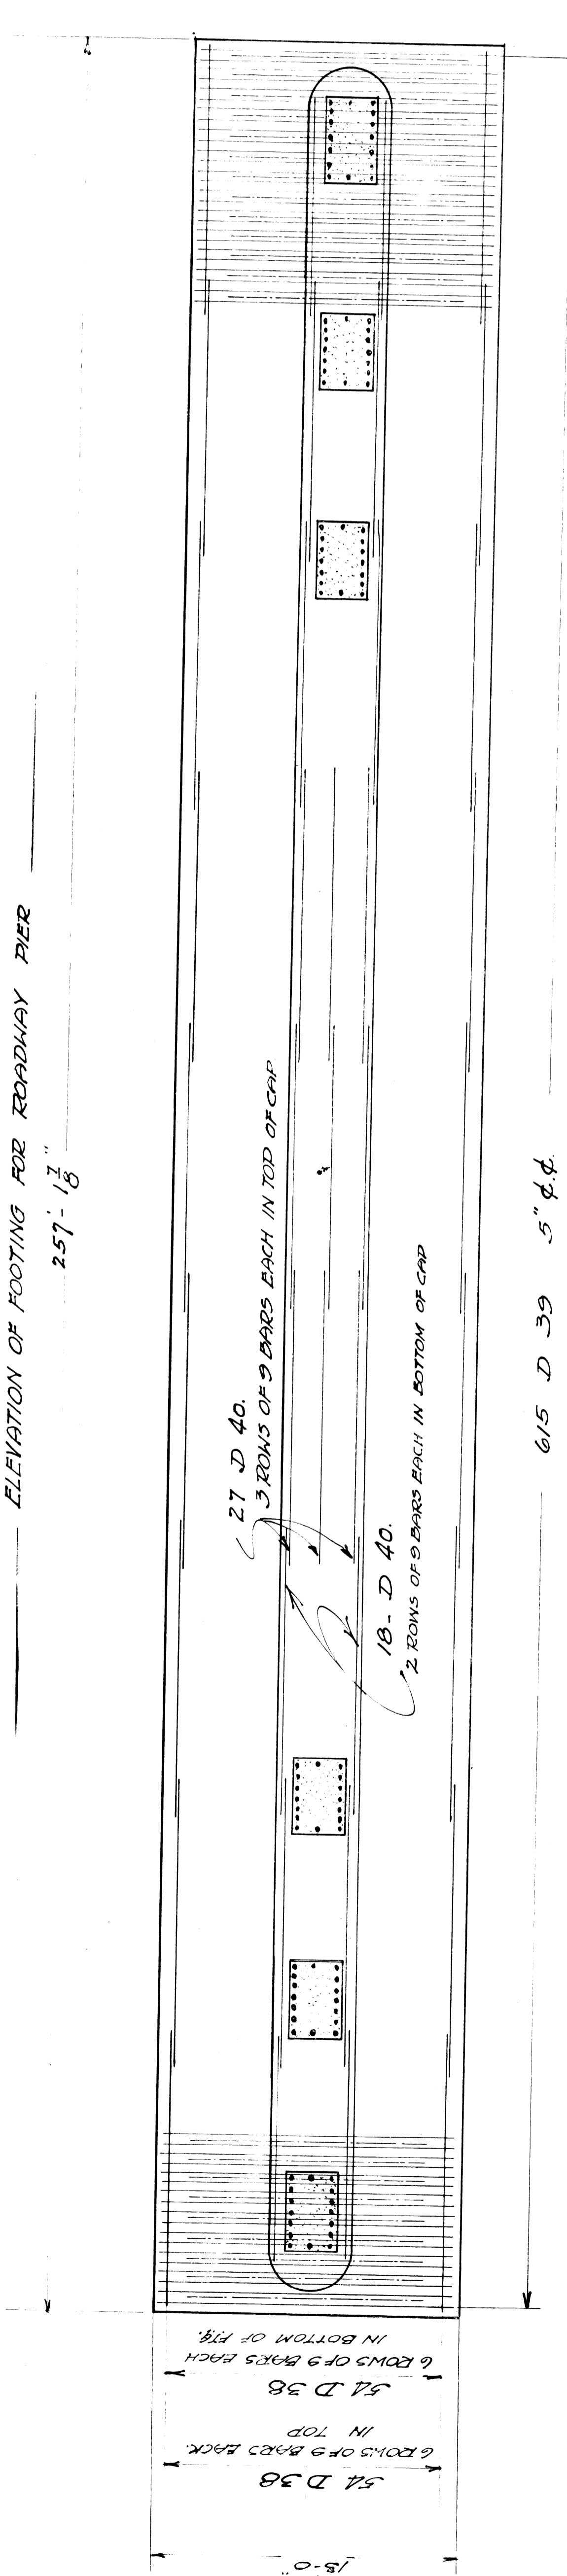 ELEVATION OF FOOTING FOR ROADWAY PIER
257'- 1 7/8"
27 D 40.
3 ROWS OF 9 BARS EACH IN TOP OF CAP
18 - D 40.
2 ROWS OF 9 BARS EACH IN BOTTOM OF CAP
615 D 39 5" ¢.¢.
54 D 38
6 ROWS OF 9 BARS EACH
IN BOTTOM OF FTG.
54 D 38
6 ROWS OF 9 BARS EACH.
IN TOP